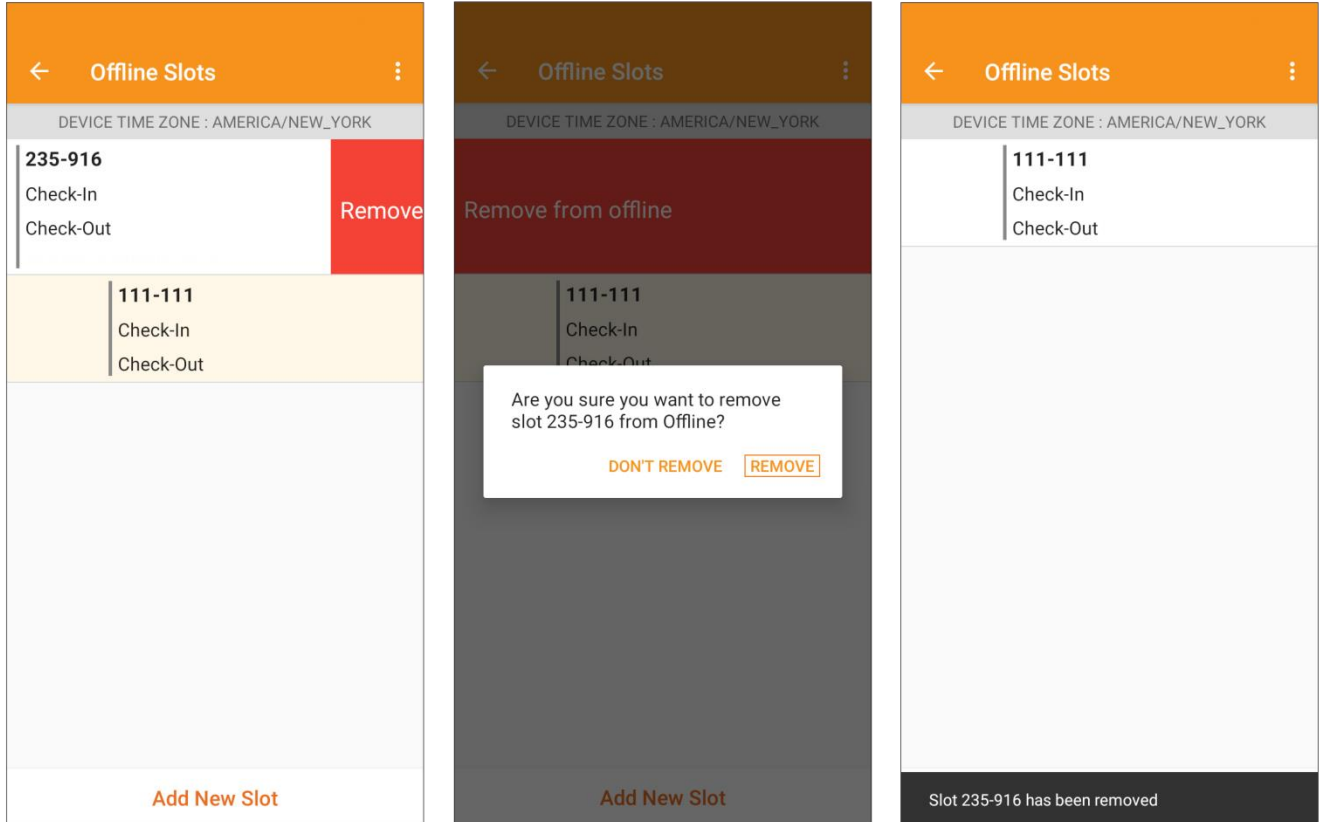 Offline Slots
DEVICE TIME ZONE : AMERICA/NEW_YORK
235-916
Check-In
Check-Out
Remove
111-111
Check-In
Check-Out
Add New Slot
Offline Slots
DEVICE TIME ZONE : AMERICA/NEW_YORK
Remove from offline
111-111
Check-In
Check-Out
Are you sure you want to remove
slot 235-916 from Offline?
DON'T REMOVE REMOVE
Add New Slot
Offline Slots
DEVICE TIME ZONE : AMERICA/NEW_YORK
111-111
Check-In
Check-Out
Slot 235-916 has been removed